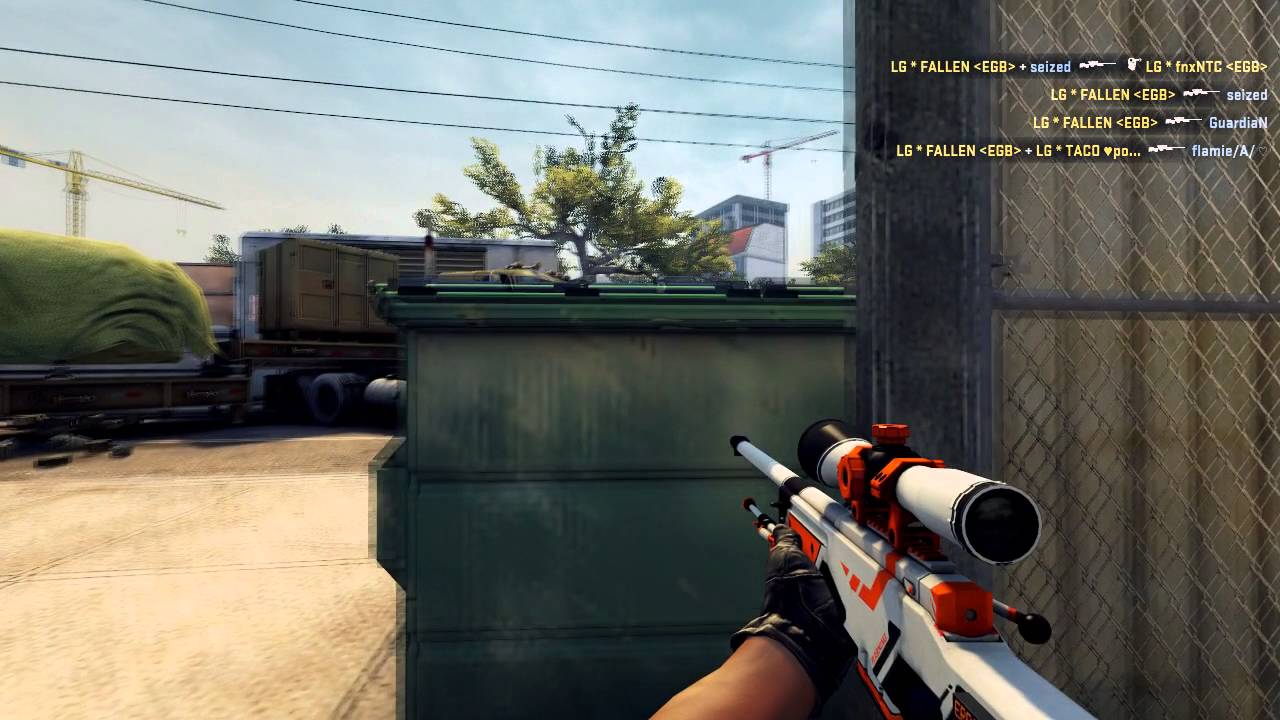 LG * FALLEN <EGB> + seized LG * fnxNTC <EGB>
LG * FALLEN <EGB> seized
LG * FALLEN <EGB> GuardiaN
LG * FALLEN <EGB> + LG * TACO ♥po... flamie/A/